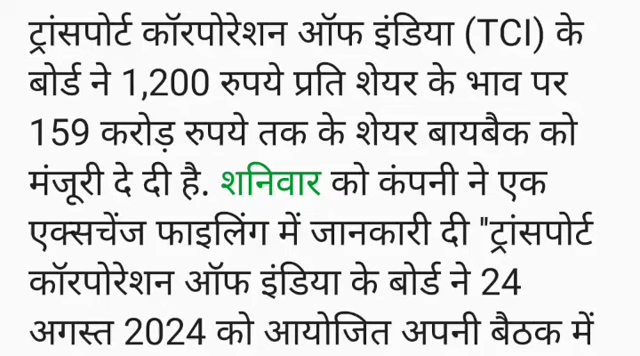 ट्रांसपोर्ट कॉरपोरेशन ऑफ इंडिया (TCI) के
बोर्ड ने 1,200 रुपये प्रति शेयर के भाव पर
159 करोड़ रुपये तक के शेयर बायबैक को
मंजूरी दे दी है. शनिवार को कंपनी ने एक
एक्सचेंज फाइलिंग में जानकारी दी "ट्रांसपोर्ट
कॉरपोरेशन ऑफ इंडिया के बोर्ड ने 24
अगस्त 2024 को आयोजित अपनी बैठक में